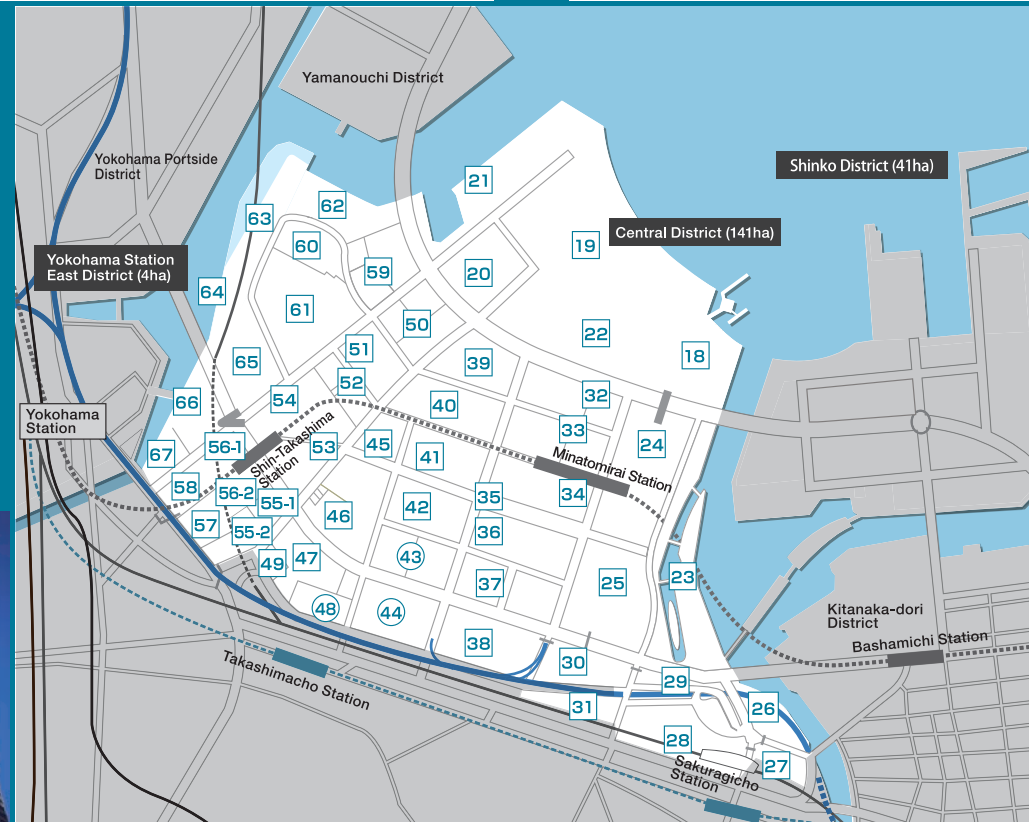 Yamanouchi District
Yokohama Portside
District
Shinko District (41ha)
21
62
63
Central District (141ha)
19
60
Yokohama Station
East District (4ha)
59
20
64
61
50
22
51
39
18
65
52
32
66
54
40
Yokohama
Station
33
24
56-1
53
45
67
Shin-Takashima
Station
41
Minatomirai Station
58
56-2
55-1
35
34
42
46
57
55-2
36
43
49
47
23
37
25
48
44
Kitanaka-dori
District
38
Bashamichi Station
30
Takashimacho Station
29
31
26
28
27
Sakuragicho
Station